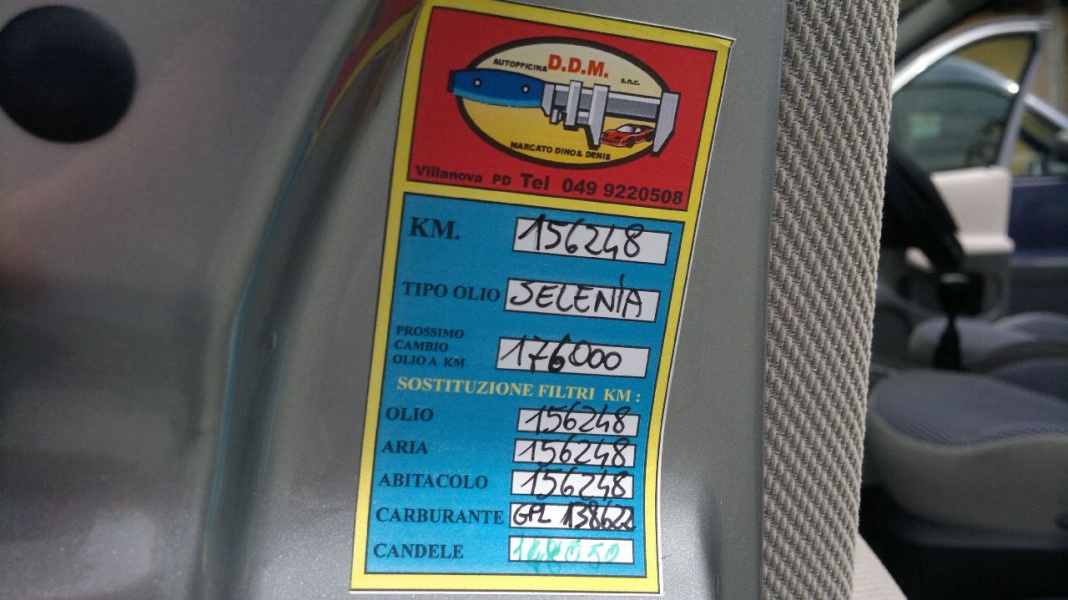 AUTOFFICINA D.D.M. s.n.c.
MARCATO DINO & DENIS
Villanova PD Tel 049 9220508
KM. 156248
TIPO OLIO SELENIA
PROSSIMO
CAMBIO
OLIO A KM 176000
SOSTITUZIONE FILTRI KM :
OLIO 156248
ARIA 156248
ABITACOLO 156248
CARBURANTE GPL 138622
CANDELE